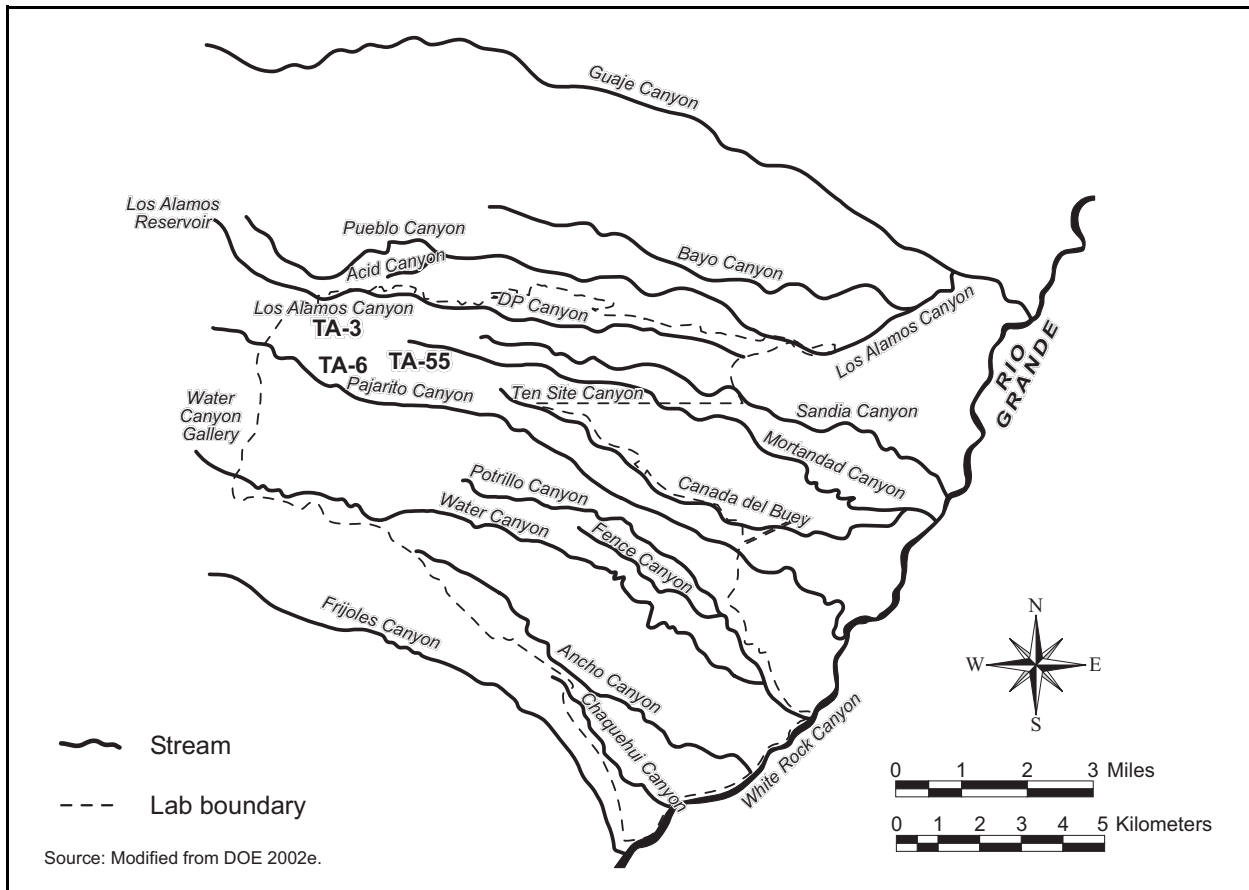 Guaje Canyon
Los Alamos
Reservoir
Pueblo Canyon
Acid Canyon
Bayo Canyon
Los Alamos Canyon
DP Canyon
Los Alamos Canyon
RIO
GRANDE
TA-3
TA-6
TA-55
Pajarito Canyon
Ten Site Canyon
Sandia Canyon
Water
Canyon
Gallery
Mortandad Canyon
Potrillo Canyon
Canada del Buey
Water Canyon
Fence Canyon
Frijoles Canyon
Ancho Canyon
Chaquehui Canyon
White Rock Canyon
N
W
E
S
Stream
Lab boundary
0 1 2 3 Miles
0 1 2 3 4 5 Kilometers
Source: Modified from DOE 2002e.